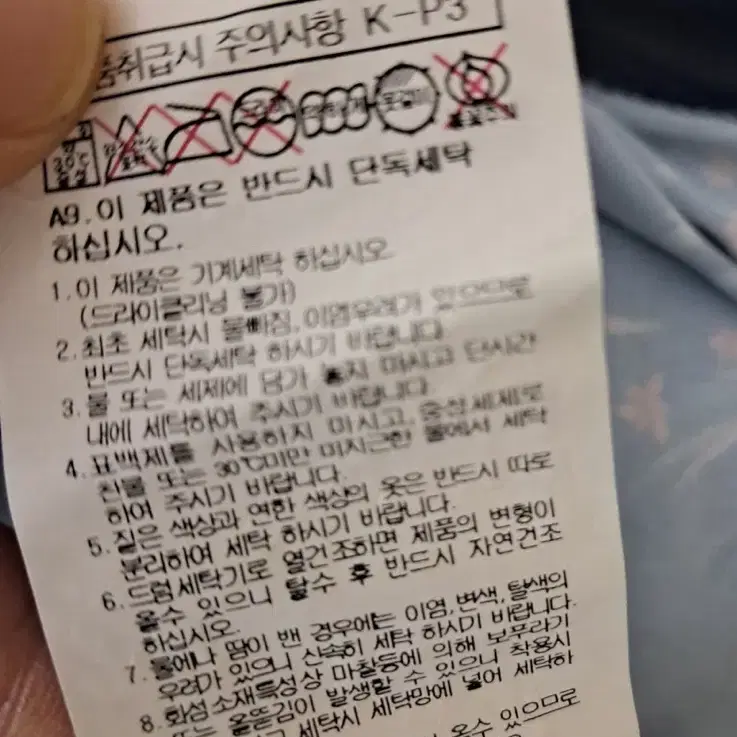 품취급시 주의사항 K-P3
A9.이 제품은 반드시 단독세탁
하십시오.
1.이 제품은 기계세탁 하십시오
(드라이클리닝 불가)
2.최초 세탁시 물빠짐,이염우려가 있으므로
반드시 단독세탁 하시기 바랍니다.
3.물 또는 세제에 담가 놓지 마시고 단시간
내에 세탁하여 주시기 바랍니다.
4.표백제를 사용하지 마시고, 중성세제로
찬물 또는 30℃미만 미지근한 물에서 세탁
하여 주시기 바랍니다.
5.짙은 색상과 연한 색상의 옷은 반드시 따로
분리하여 세탁 하시기 바랍니다.
6.드럼세탁기로 열건조하면 제품의 변형이
올수 있으니 탈수 후 반드시 자연건조
하십시오.
7.물에나 땀이 밴 경우에는 이염,변색,탈색의
우려가 있으니 신속히 세탁 하시기 바랍니다.
8.화섬소재특성상 마찰등에 의해 보푸라기
또는 올뜯김이 발생할 수 있으니 착용시
세탁시 세탁망에 넣어 세탁하
올수 있으므로